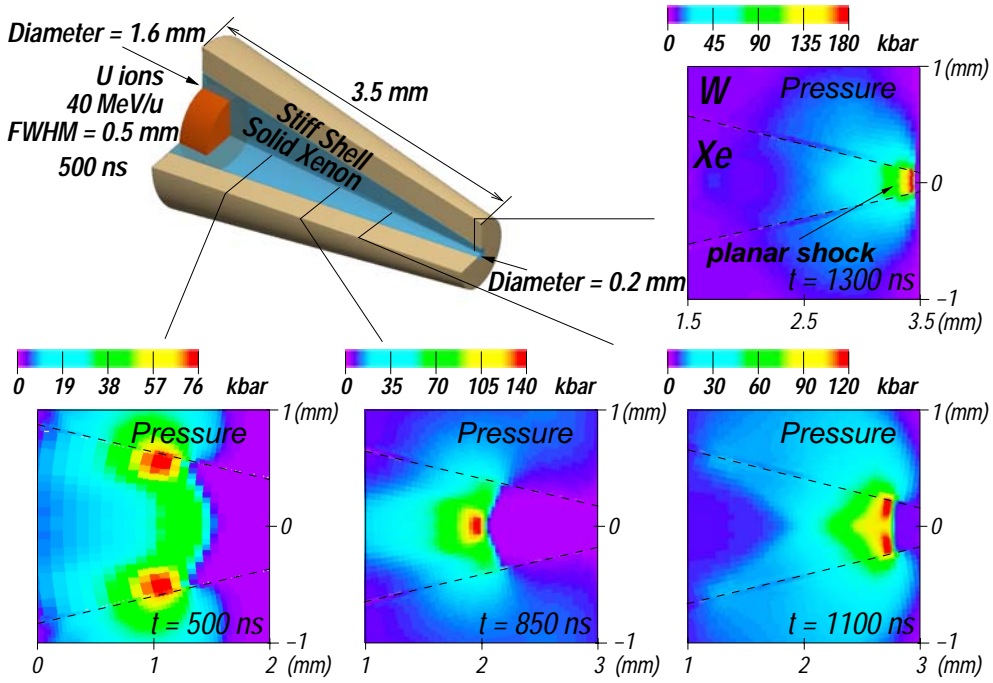 Diameter = 1.6 mm
U ions
40 MeV/u
FWHM = 0.5 mm
500 ns
3.5 mm
Stiff Shell
Solid Xenon
Diameter = 0.2 mm
0 45 90 135 180 kbar
W
Pressure
Xe
planar shock
t = 1300 ns
1 (mm)
0
-1
1.5 2.5 3.5 (mm)
0 19 38 57 76 kbar
Pressure
t = 500 ns
1 (mm)
0
-1
0 1 2 (mm)
0 35 70 105 140 kbar
Pressure
t = 850 ns
1 (mm)
0
-1
1 2 3 (mm)
0 30 60 90 120 kbar
Pressure
t = 1100 ns
1 (mm)
0
-1
1 2 3 (mm)